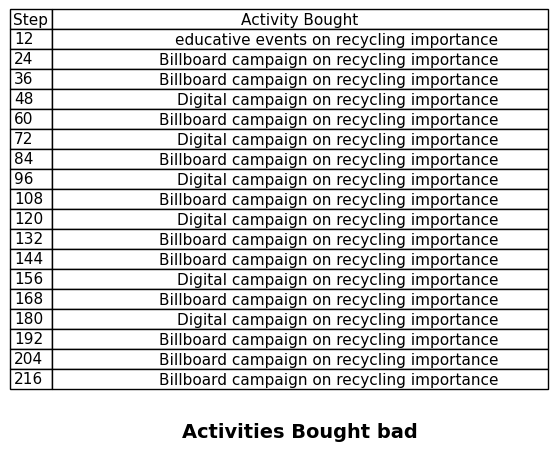 Step Activity Bought
12 educative events on recycling importance
24 Billboard campaign on recycling importance
36 Billboard campaign on recycling importance
48 Digital campaign on recycling importance
60 Billboard campaign on recycling importance
72 Digital campaign on recycling importance
84 Billboard campaign on recycling importance
96 Digital campaign on recycling importance
108 Billboard campaign on recycling importance
120 Digital campaign on recycling importance
132 Billboard campaign on recycling importance
144 Billboard campaign on recycling importance
156 Digital campaign on recycling importance
168 Billboard campaign on recycling importance
180 Digital campaign on recycling importance
192 Billboard campaign on recycling importance
204 Billboard campaign on recycling importance
216 Billboard campaign on recycling importance
Activities Bought bad